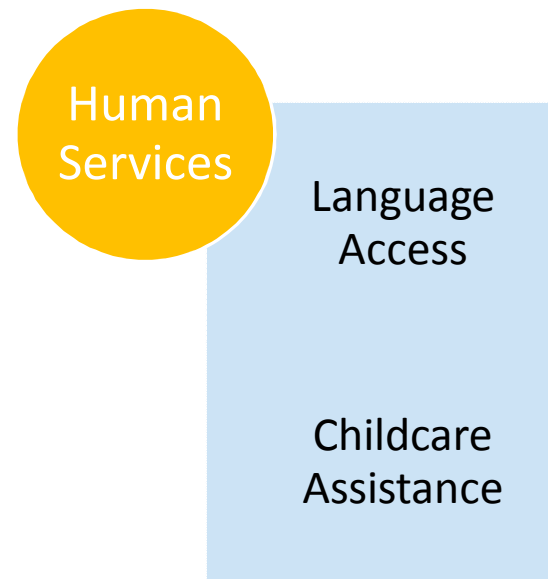 Human
Services
Language
Access
Childcare
Assistance